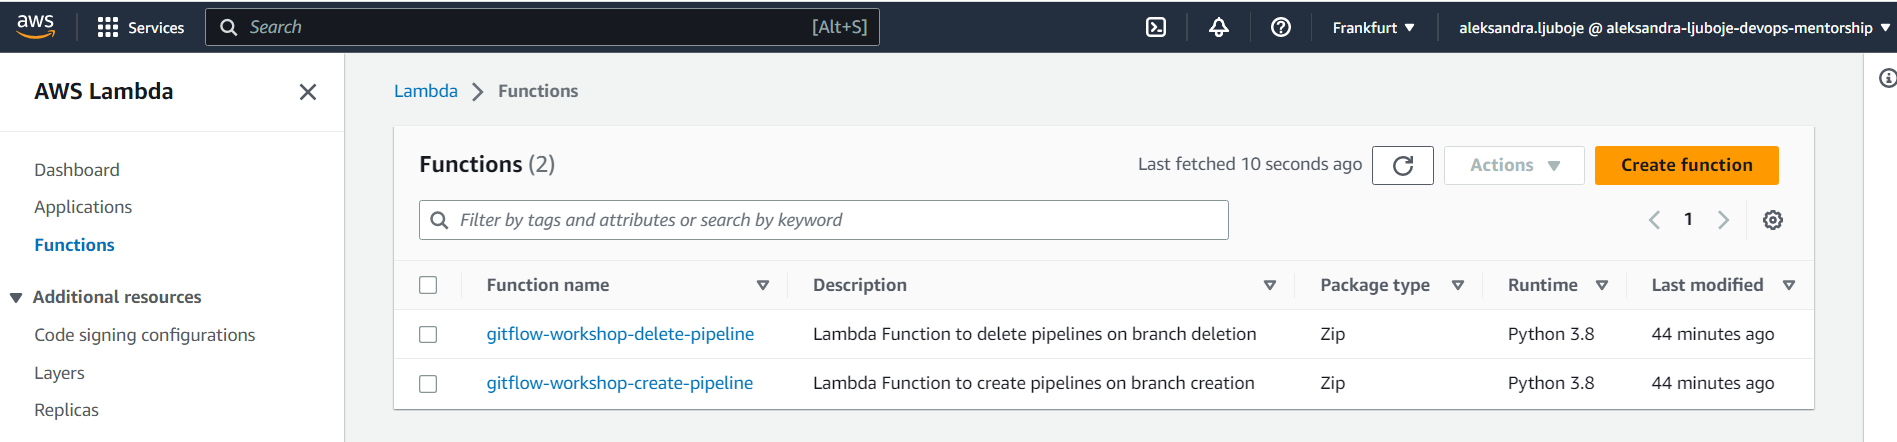 aws Services Search [Alt+S] Frankfurt aleksandra.ljuboje @ aleksandra-ljuboje-devops-mentorship
AWS Lambda
Dashboard
Applications
Functions
Additional resources
Code signing configurations
Layers
Replicas
Lambda Functions
Functions (2) Last fetched 10 seconds ago Actions Create function
Filter by tags and attributes or search by keyword 1
Function name Description Package type Runtime Last modified
gitflow-workshop-delete-pipeline Lambda Function to delete pipelines on branch deletion Zip Python 3.8 44 minutes ago
gitflow-workshop-create-pipeline Lambda Function to create pipelines on branch creation Zip Python 3.8 44 minutes ago